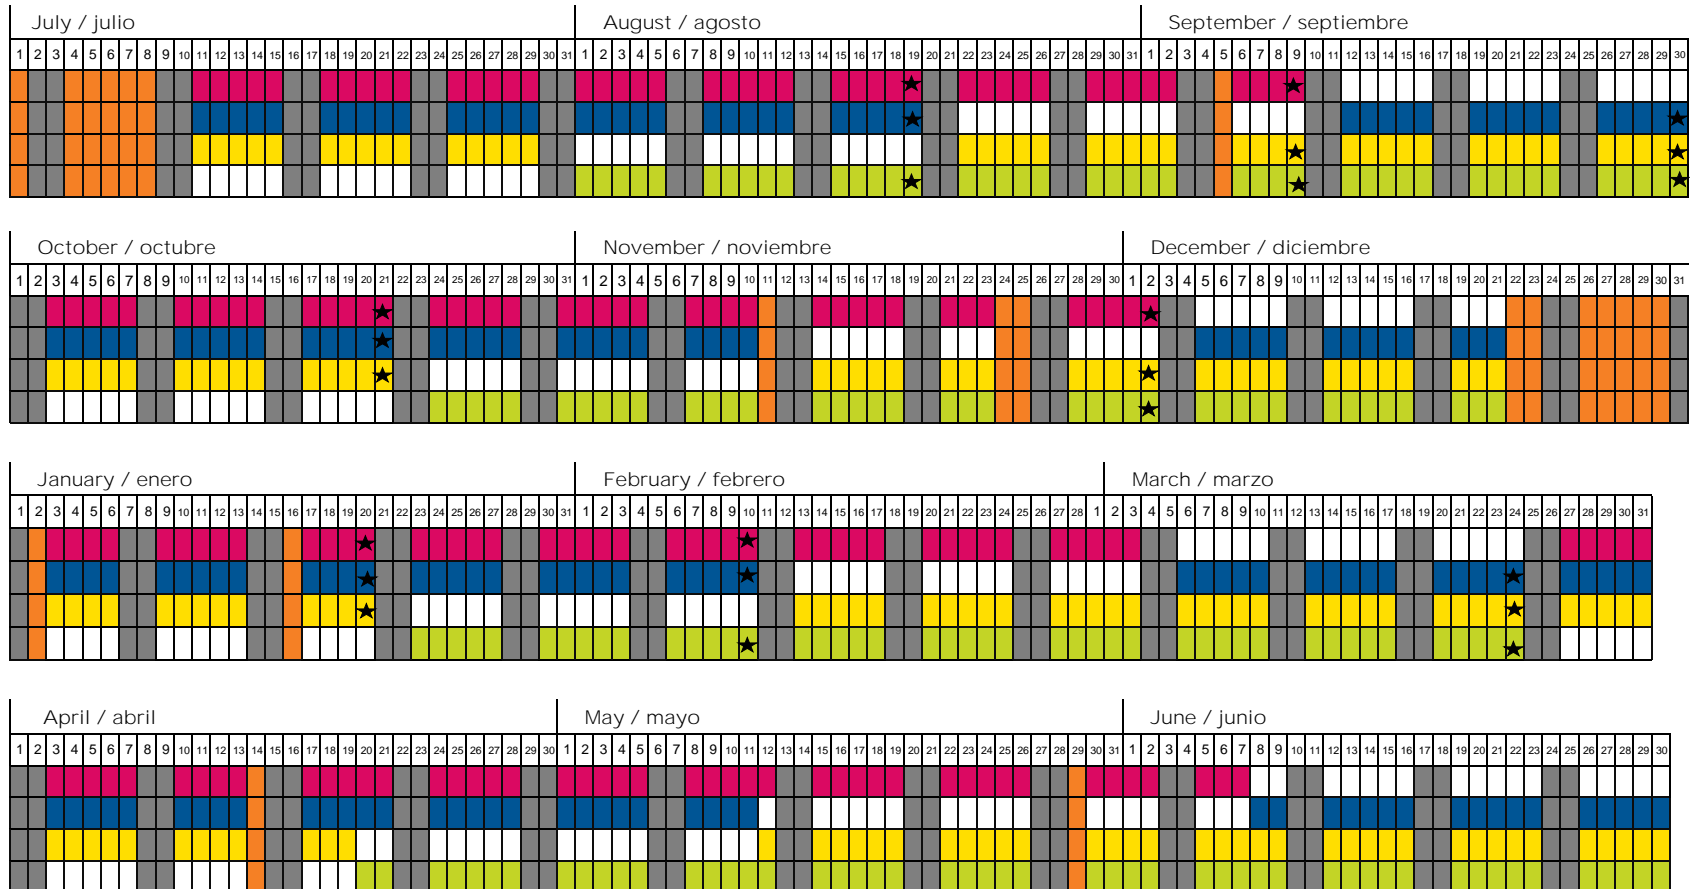 July / julio August / agosto September / septiembre
1 2 3 4 5 6 7 8 9 10 11 12 13 14 15 16 17 18 19 20 21 22 23 24 25 26 27 28 29 30 31 1 2 3 4 5 6 7 8 9 10 11 12 13 14 15 16 17 18 19 20 21 22 23 24 25 26 27 28 29 30 31 1 2 3 4 5 6 7 8 9 10 11 12 13 14 15 16 17 18 19 20 21 22 23 24 25 26 27 28 29 30
October / octubre November / noviembre December / diciembre
1 2 3 4 5 6 7 8 9 10 11 12 13 14 15 16 17 18 19 20 21 22 23 24 25 26 27 28 29 30 31 1 2 3 4 5 6 7 8 9 10 11 12 13 14 15 16 17 18 19 20 21 22 23 24 25 26 27 28 29 30 1 2 3 4 5 6 7 8 9 10 11 12 13 14 15 16 17 18 19 20 21 22 23 24 25 26 27 28 29 30 31
January / enero February / febrero March / marzo
1 2 3 4 5 6 7 8 9 10 11 12 13 14 15 16 17 18 19 20 21 22 23 24 25 26 27 28 29 30 31 1 2 3 4 5 6 7 8 9 10 11 12 13 14 15 16 17 18 19 20 21 22 23 24 25 26 27 28 1 2 3 4 5 6 7 8 9 10 11 12 13 14 15 16 17 18 19 20 21 22 23 24 25 26 27 28 29 30 31
April / abril May / mayo June / junio
1 2 3 4 5 6 7 8 9 10 11 12 13 14 15 16 17 18 19 20 21 22 23 24 25 26 27 28 29 30 1 2 3 4 5 6 7 8 9 10 11 12 13 14 15 16 17 18 19 20 21 22 23 24 25 26 27 28 29 30 31 1 2 3 4 5 6 7 8 9 10 11 12 13 14 15 16 17 18 19 20 21 22 23 24 25 26 27 28 29 30